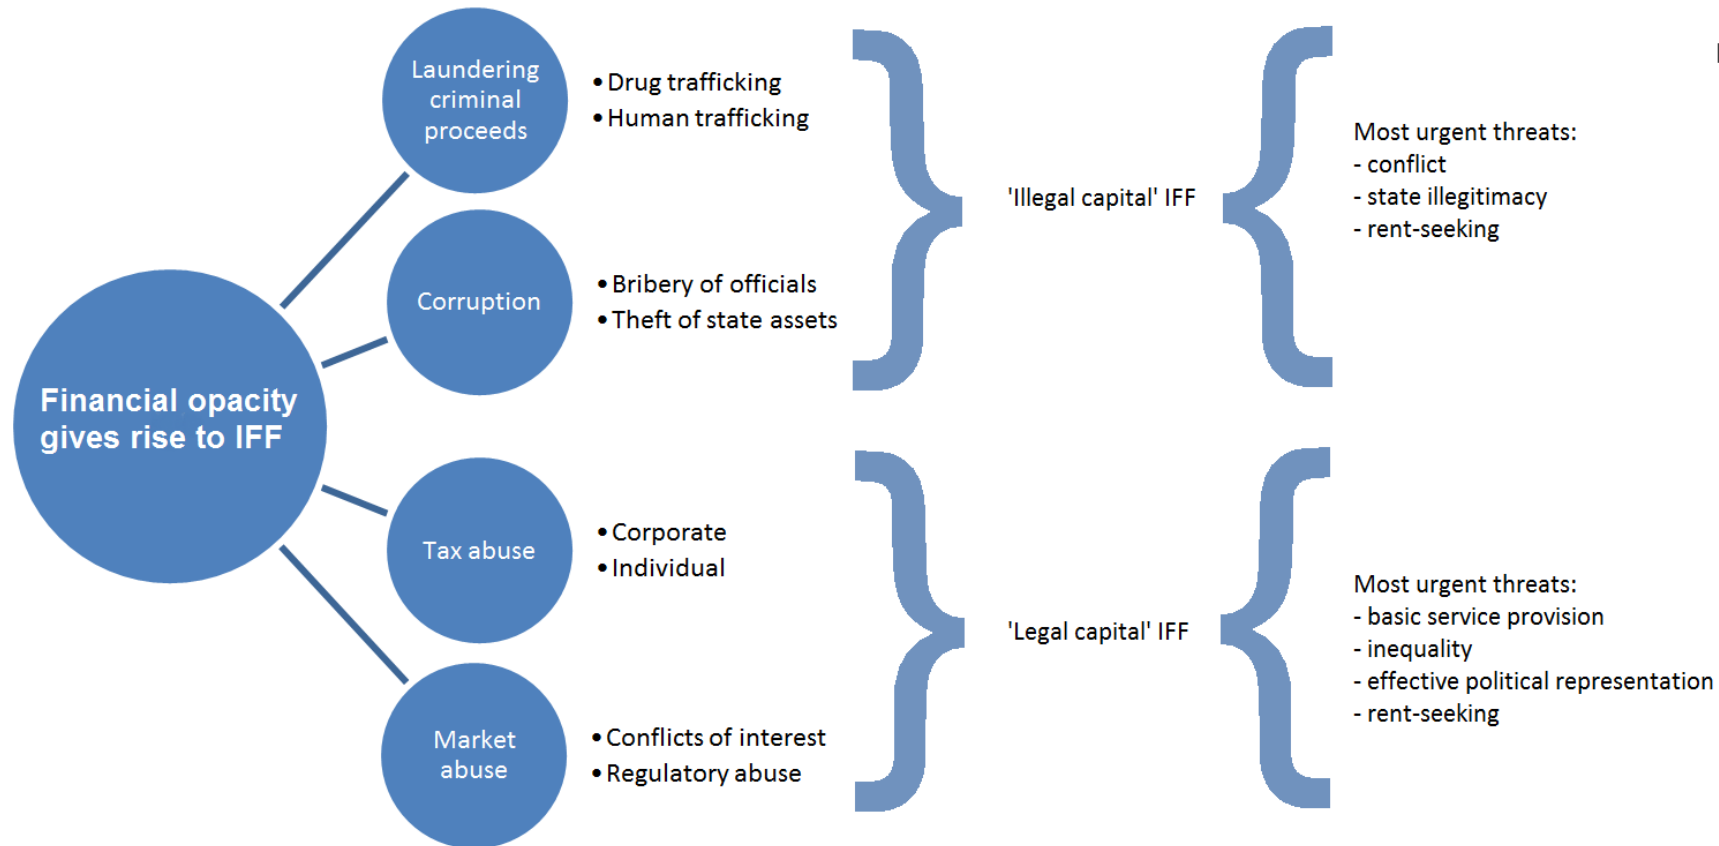 Financial opacity
gives rise to IFF
Laundering
criminal
proceeds
• Drug trafficking
• Human trafficking
Corruption
• Bribery of officials
• Theft of state assets
Tax abuse
• Corporate
• Individual
Market
abuse
• Conflicts of interest
• Regulatory abuse
'Illegal capital' IFF
Most urgent threats:
- conflict
- state illegitimacy
- rent-seeking
'Legal capital' IFF
Most urgent threats:
- basic service provision
- inequality
- effective political representation
- rent-seeking